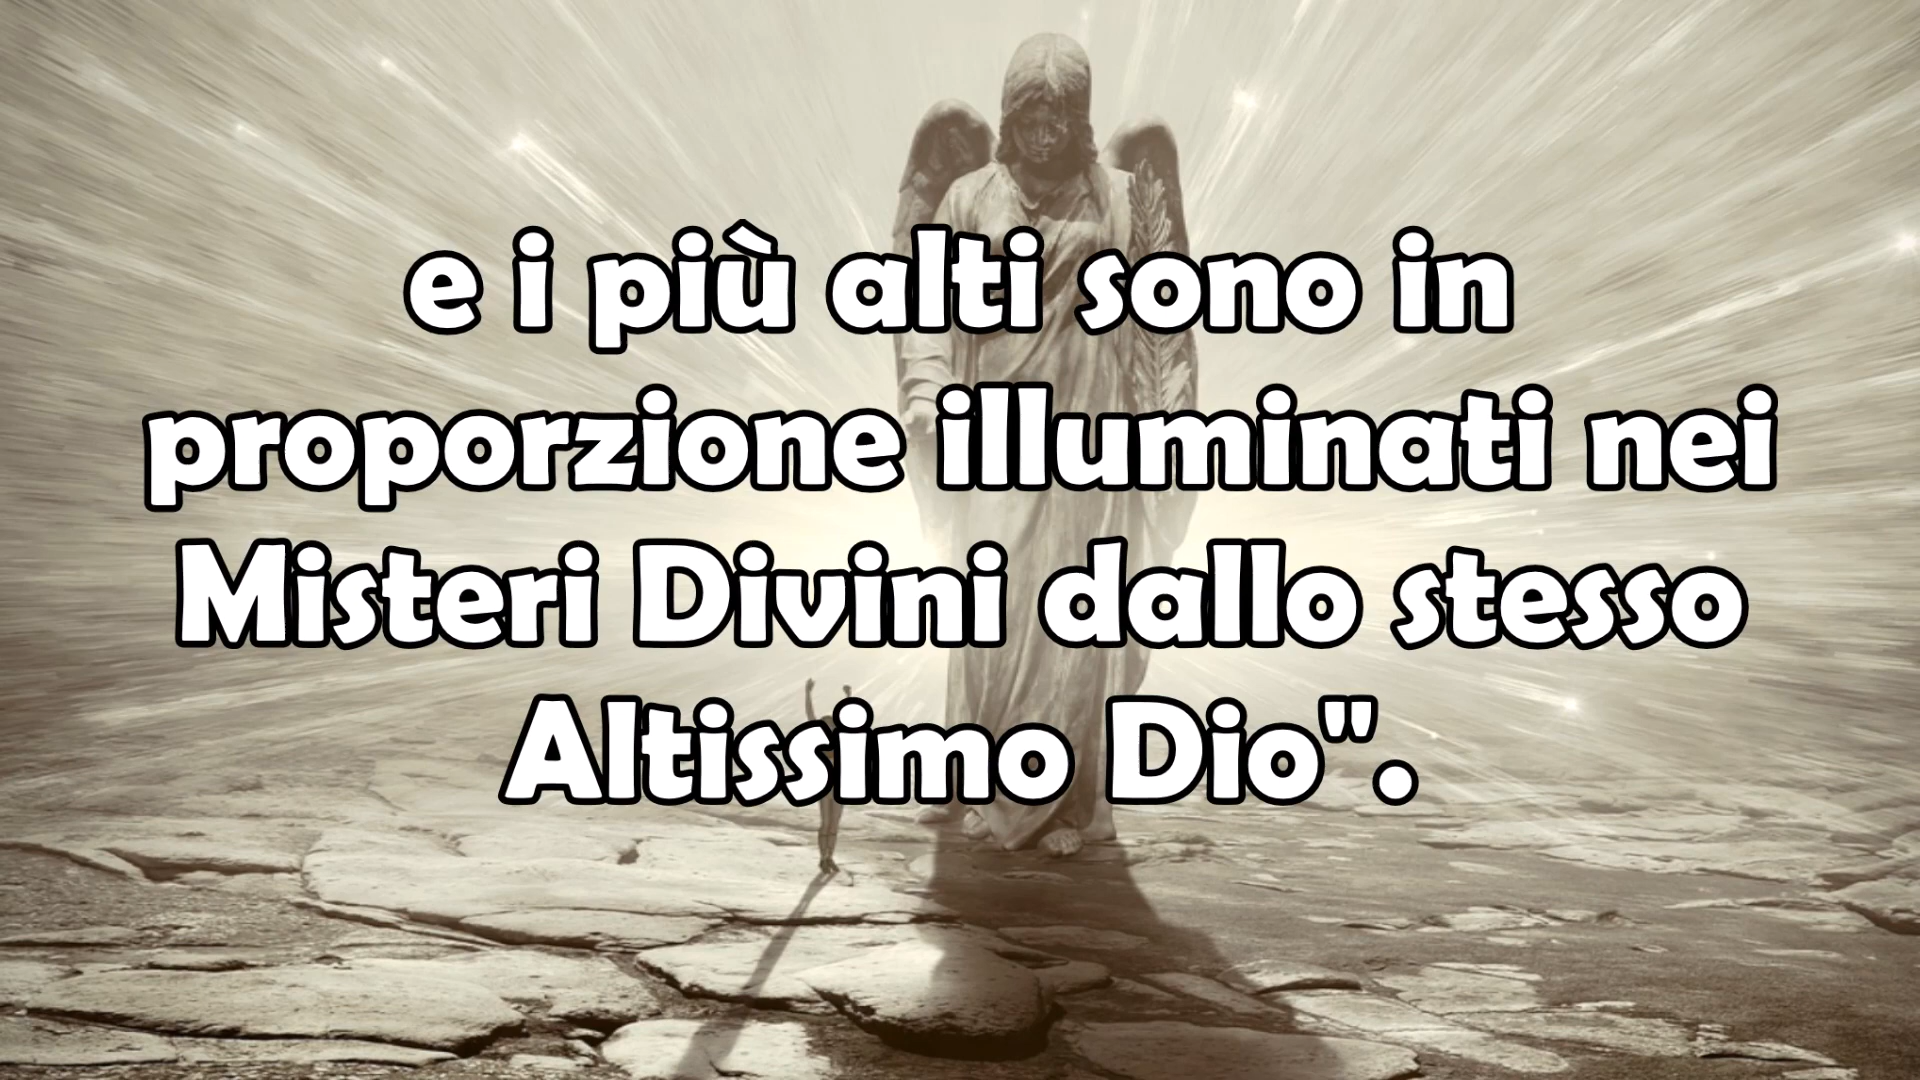 e i più alti sono in
proporzione illuminati nei
Misteri Divini dallo stesso
Altissimo Dio".